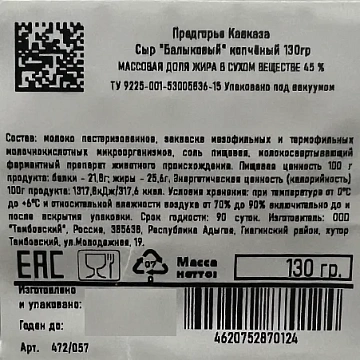 Предгорье Кавказа
Сыр "Балыковый" копчёный 130гр
МАССОВАЯ ДОЛЯ ЖИРА В СУХОМ ВЕЩЕСТВЕ 45 %
ТУ 9225-001-53005636-15 Упаковано под вакуумом
Состав: молоко пастеризованное, закваска мезофильных и термофильных
молочнокислых микроорганизмов, соль пищевая, молокосвертывающий
ферментный препарат животного происхождения. Пищевая ценность 100 г
продукта: белки - 21,8г; жиры - 25,6г, Энергетическая ценность (калорийность)
100г продукта: 1317,8кДж/317,6 ккал. Условия хранения: при температуре от 0°С
до +6°С и относительной влажности воздуха от 70% до 90% включительно до и
после вскрытия упаковки. Срок годности: 90 сут. Изготовитель: ООО
"Тамбовский", Россия, 385638, Республика Адыгея, Гиагинский район, хутор
Тамбовский, ул.Молодежная, 19.
ЕАС
07
Масса
нетто:
130 гр.
Изготовлено
и упаковано:
Годен до:
Арт. 472/057
4620752870124